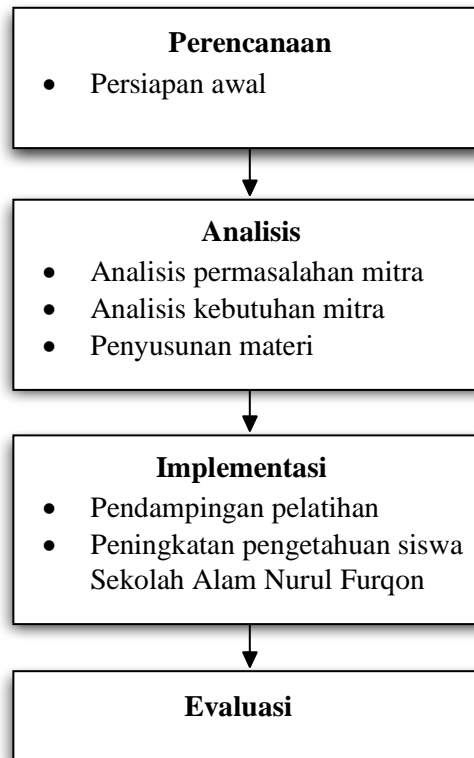 Perencanaan
• Persiapan awal
Analisis
• Analisis permasalahan mitra
• Analisis kebutuhan mitra
• Penyusunan materi
Implementasi
• Pendampingan pelatihan
• Peningkatan pengetahuan siswa
Sekolah Alam Nurul Furqon
Evaluasi